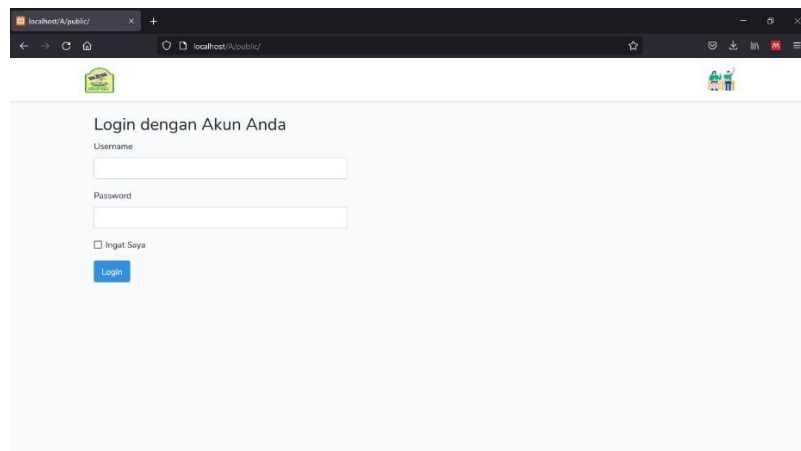 localhost/A/public/
localhost/A/public/
Login dengan Akun Anda
Username
Password
Ingat Saya
Login